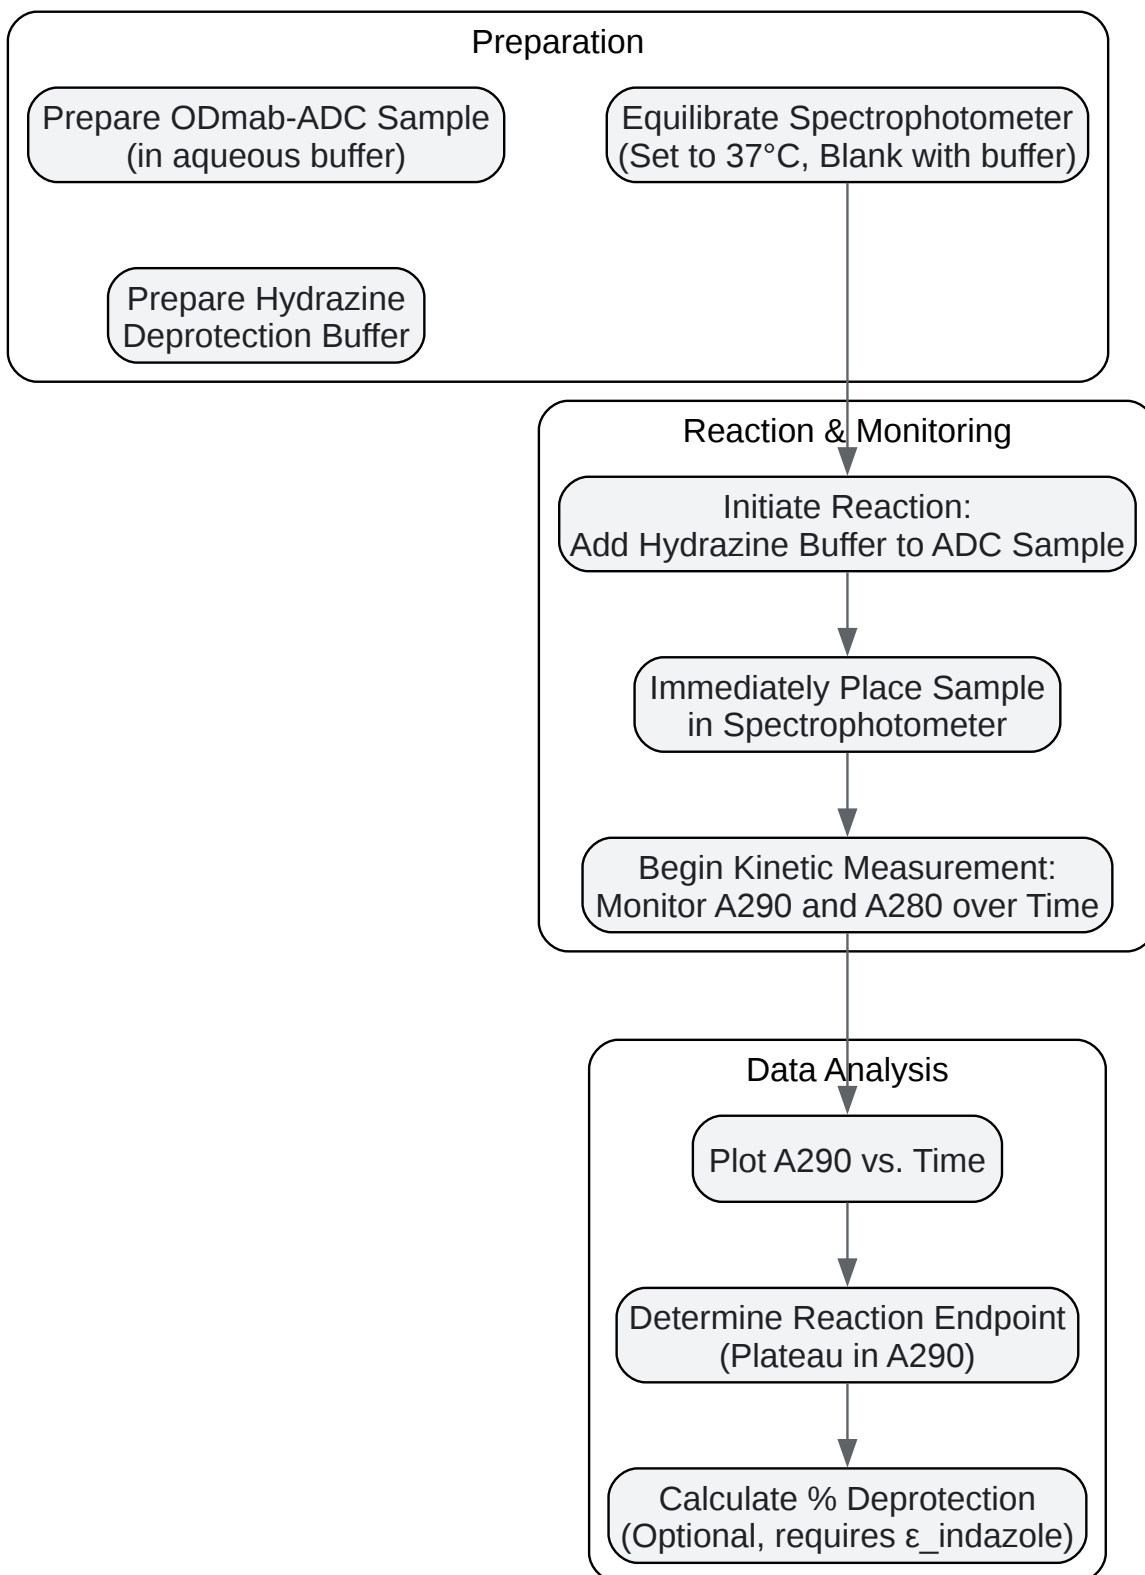 Preparation
Prepare ODmab-ADC Sample
(in aqueous buffer)
Equilibrate Spectrophotometer
(Set to 37°C, Blank with buffer)
Prepare Hydrazine
Deprotection Buffer
Reaction & Monitoring
Initiate Reaction:
Add Hydrazine Buffer to ADC Sample
Immediately Place Sample
in Spectrophotometer
Begin Kinetic Measurement:
Monitor A290 and A280 over Time
Data Analysis
Plot A290 vs. Time
Determine Reaction Endpoint
(Plateau in A290)
Calculate % Deprotection
(Optional, requires ε_indazole)